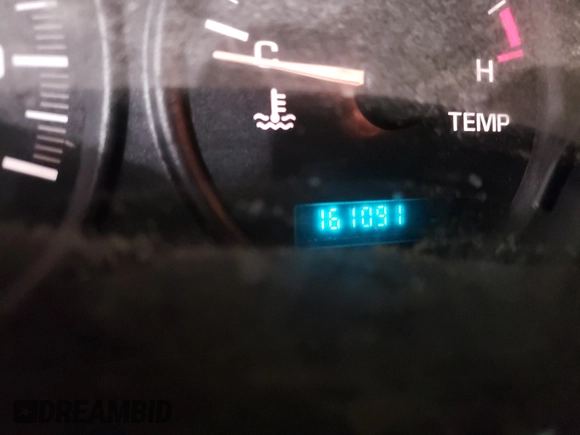 C
H
TEMP
161091
DREAMBID